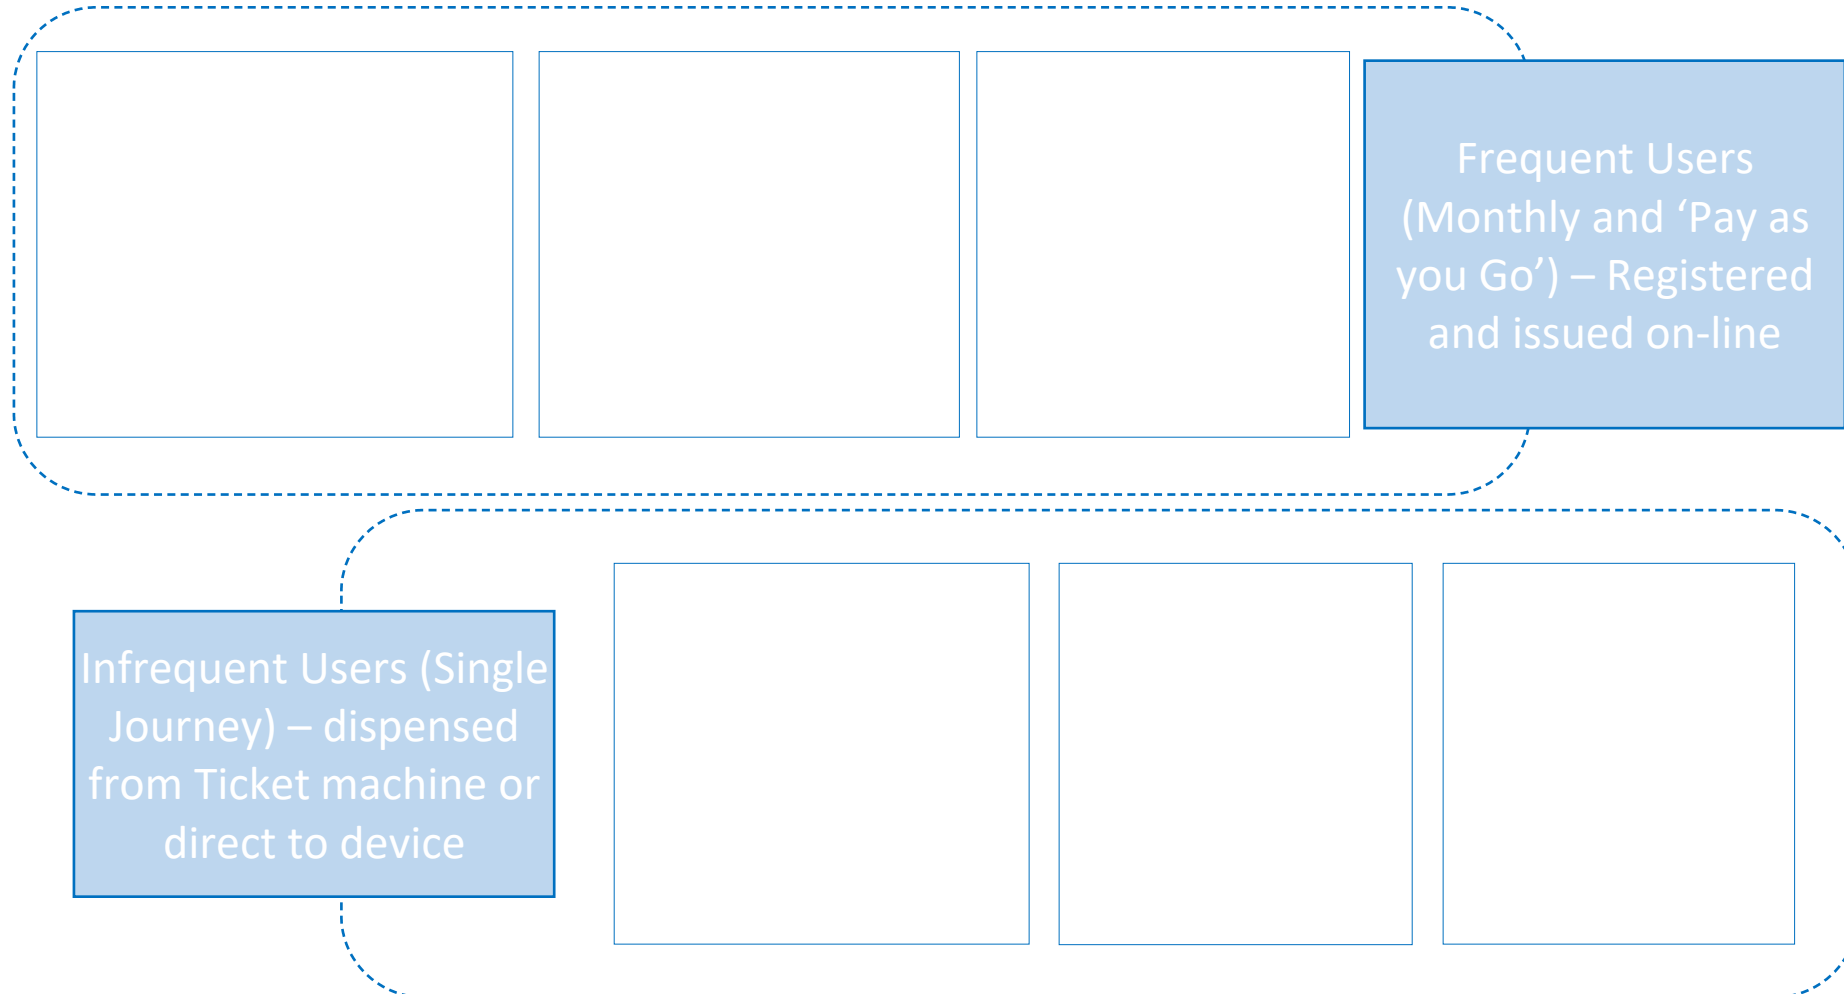 Frequent Users
(Monthly and ‘Pay as
you Go’) – Registered
and issued on-line
Infrequent Users (Single
Journey) – dispensed
from Ticket machine or
direct to device